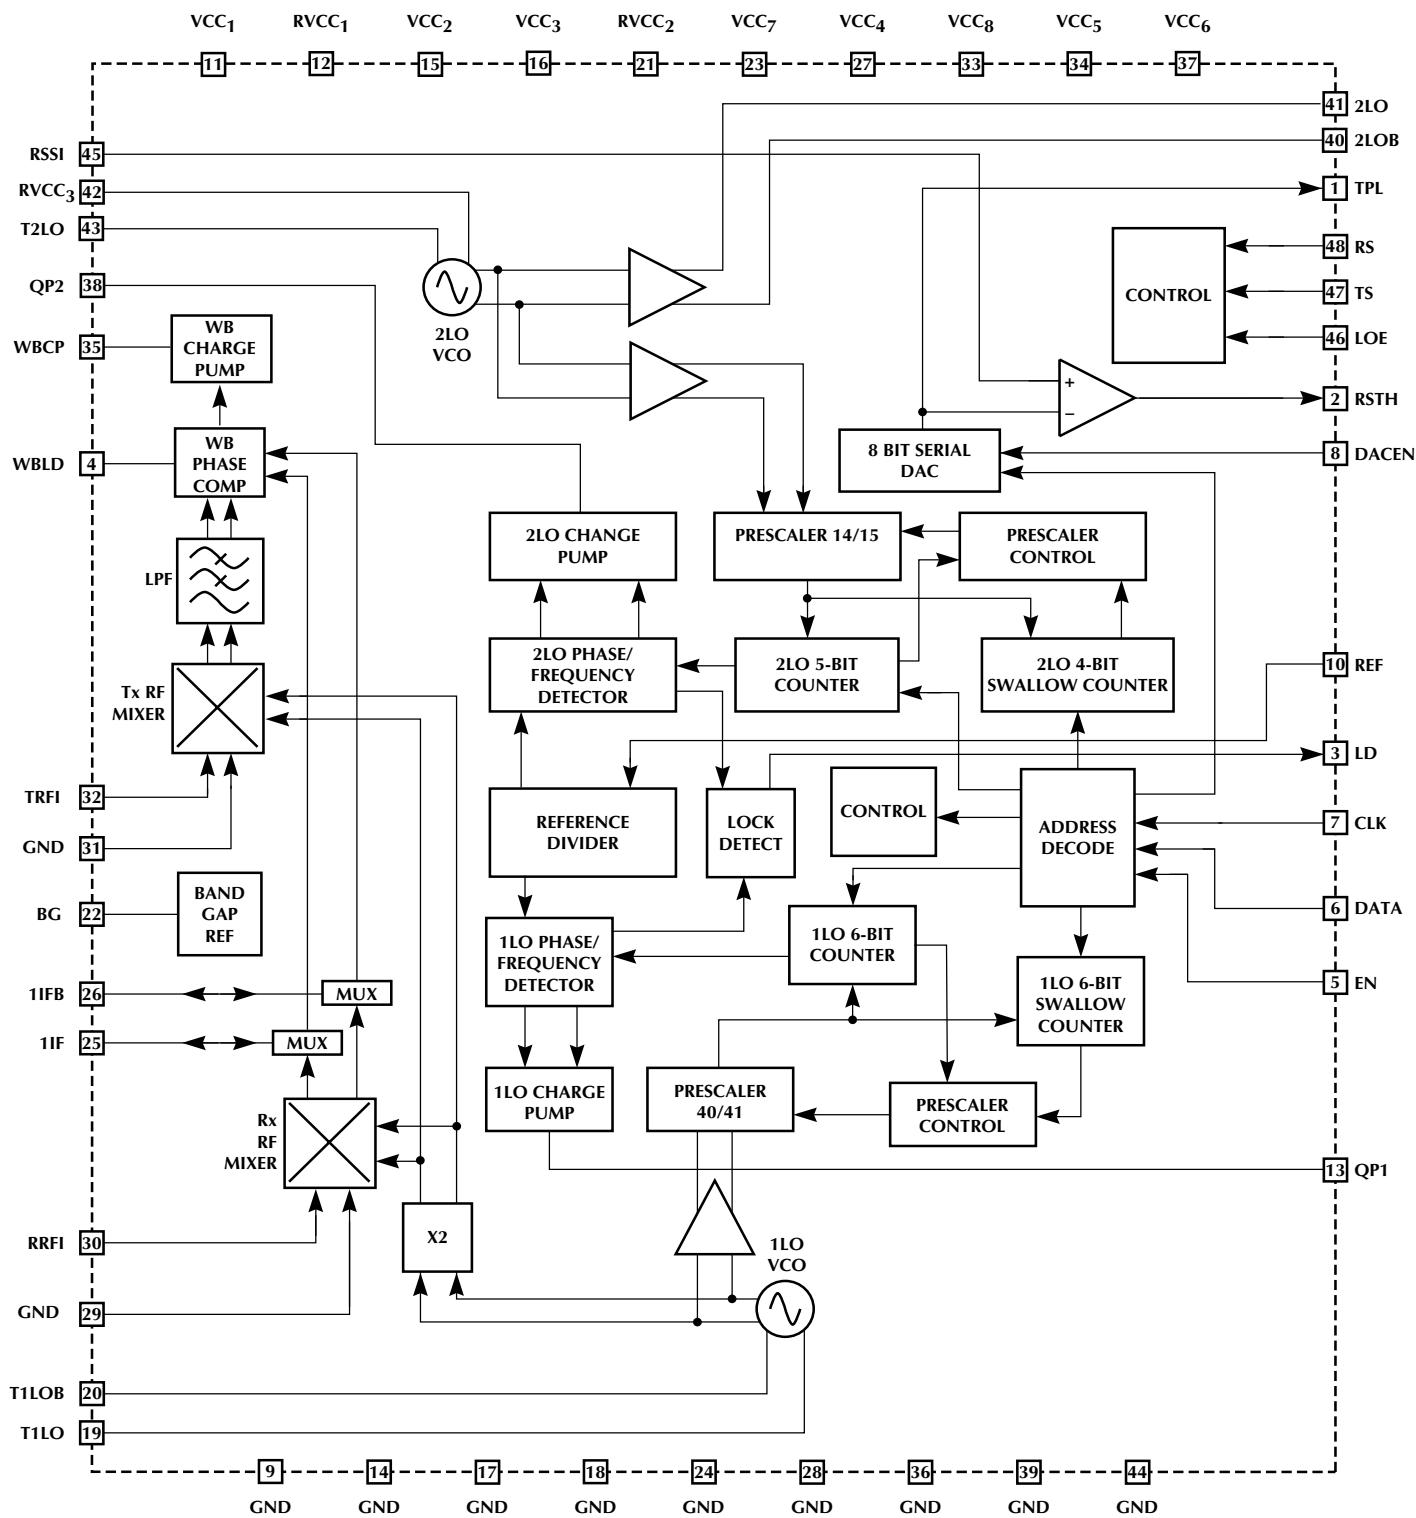 VCC1 RVCC1 VCC2 VCC3 RVCC2 VCC7 VCC4 VCC8 VCC5 VCC6
11 12 15 16 21 23 27 33 34 37
41 2LO
40 2LOB
RSSI 45
1 TPL
RVCC3 42
T2LO 43
48 RS
QP2 38
CONTROL
47 TS
2LO
VCO
WB
CHARGE
PUMP
WBCP 35
46 LOE
+
−
2 RSTH
WB
PHASE
COMP
WBLD 4
8 BIT SERIAL
DAC
8 DACEN
2LO CHANGE
PUMP
PRESCALER 14/15
PRESCALER
CONTROL
LPF
2LO PHASE/
FREQUENCY
DETECTOR
2LO 5-BIT
COUNTER
2LO 4-BIT
SWALLOW COUNTER
10 REF
Tx RF
MIXER
3 LD
TRFI 32
REFERENCE
DIVIDER
LOCK
DETECT
CONTROL
ADDRESS
DECODE
7 CLK
GND 31
BAND
GAP
REF
BG 22
6 DATA
1LO PHASE/
FREQUENCY
DETECTOR
1LO 6-BIT
COUNTER
1LO 6-BIT
SWALLOW
COUNTER
5 EN
1IFB 26
MUX
1IF 25
MUX
Rx
RF
MIXER
1LO CHARGE
PUMP
PRESCALER
40/41
PRESCALER
CONTROL
13 QP1
RRFI 30
X2
1LO
VCO
GND 29
T1LOB 20
T1LO 19
9 14 17 18 24 28 36 39 44
GND GND GND GND GND GND GND GND GND